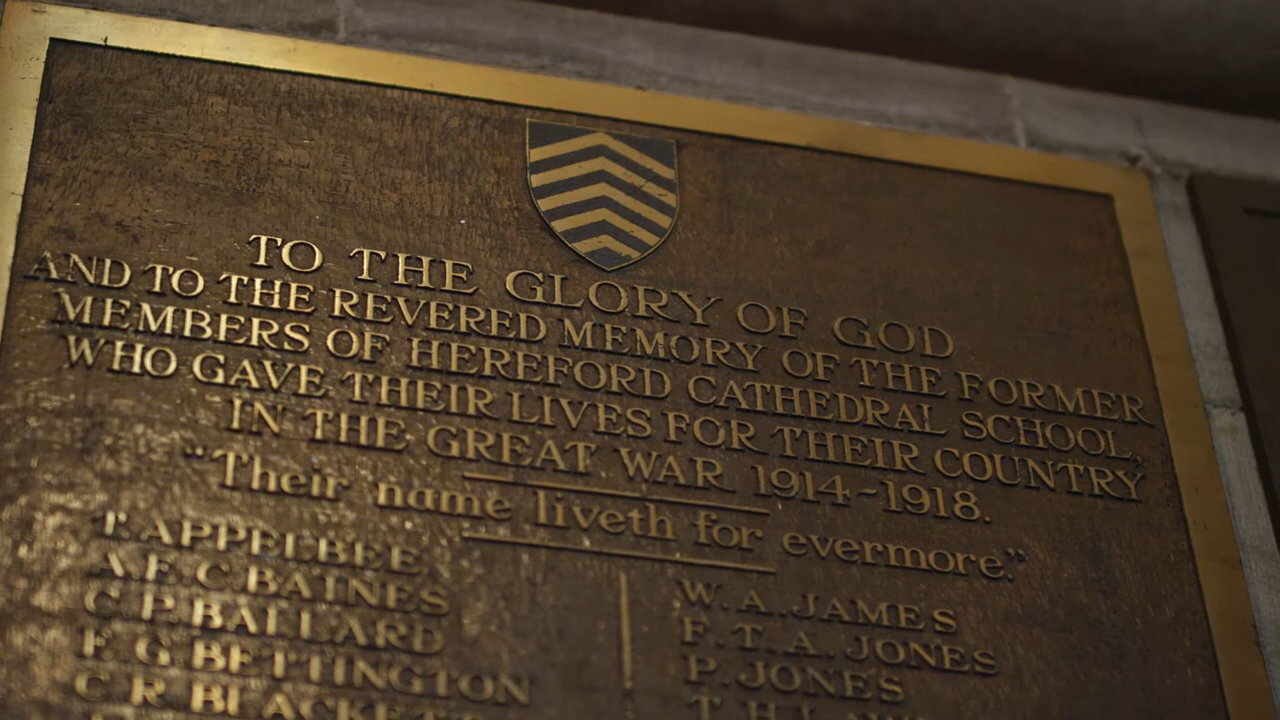 TO THE GLORY OF GOD
AND TO THE REVERED MEMORY OF THE FORMER
MEMBERS OF HEREFORD CATHEDRAL SCHOOL,
WHO GAVE THEIR LIVES FOR THEIR COUNTRY
IN THE GREAT WAR 1914-1918.
"Their name liveth for evermore."
T. APPELBEE
A.E.C. BAINES
C.P. BALLARD
E.G. BETTINGTON
C.R. BLACKETT
W.A. JAMES
F.T.A. JONES
P. JONES
T.H.